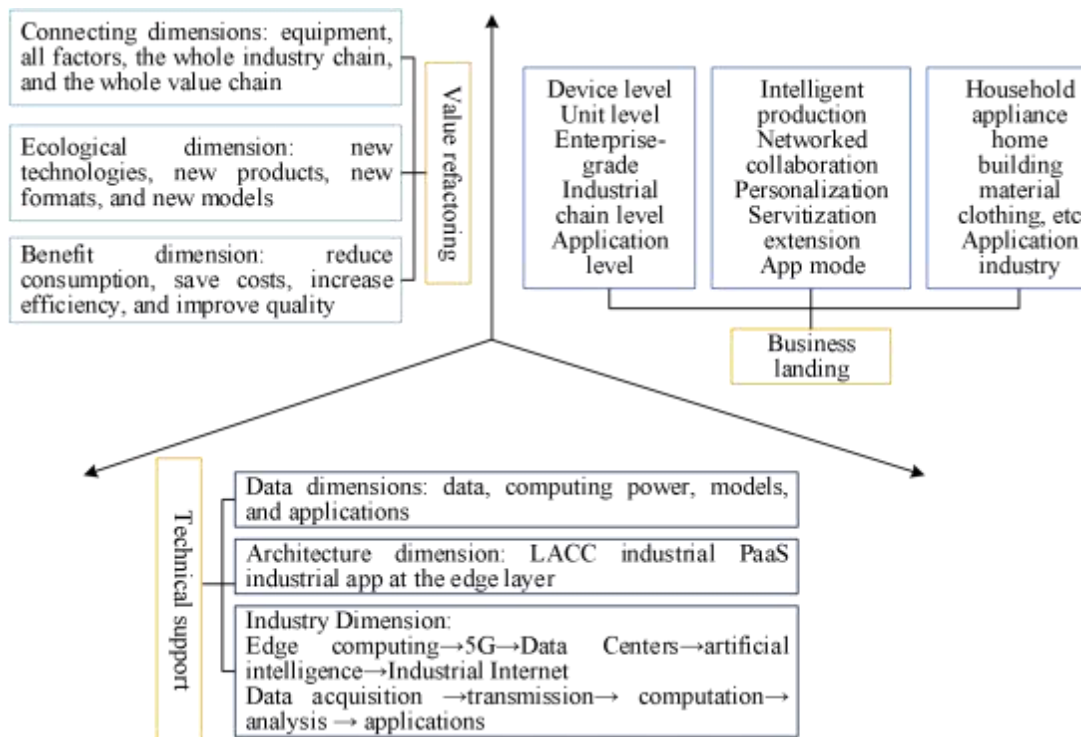 Connecting dimensions: equipment,
all factors, the whole industry chain,
and the whole value chain
Ecological dimension: new
technologies, new products, new
formats, and new models
Benefit dimension: reduce
consumption, save costs, increase
efficiency, and improve quality
Value refactoring
Device level
Unit level
Enterprise-
grade
Industrial
chain level
Application
level
Intelligent
production
Networked
collaboration
Personalization
Servitization
extension
App mode
Household
appliance
home
building
material
clothing, etc
Application
industry
Business
landing
Technical support
Data dimensions: data, computing power, models,
and applications
Architecture dimension: LACC industrial PaaS
industrial app at the edge layer
Industry Dimension:
Edge computing→5G→Data Centers→artificial
intelligence→Industrial Internet
Data acquisition →transmission→ computation→
analysis → applications